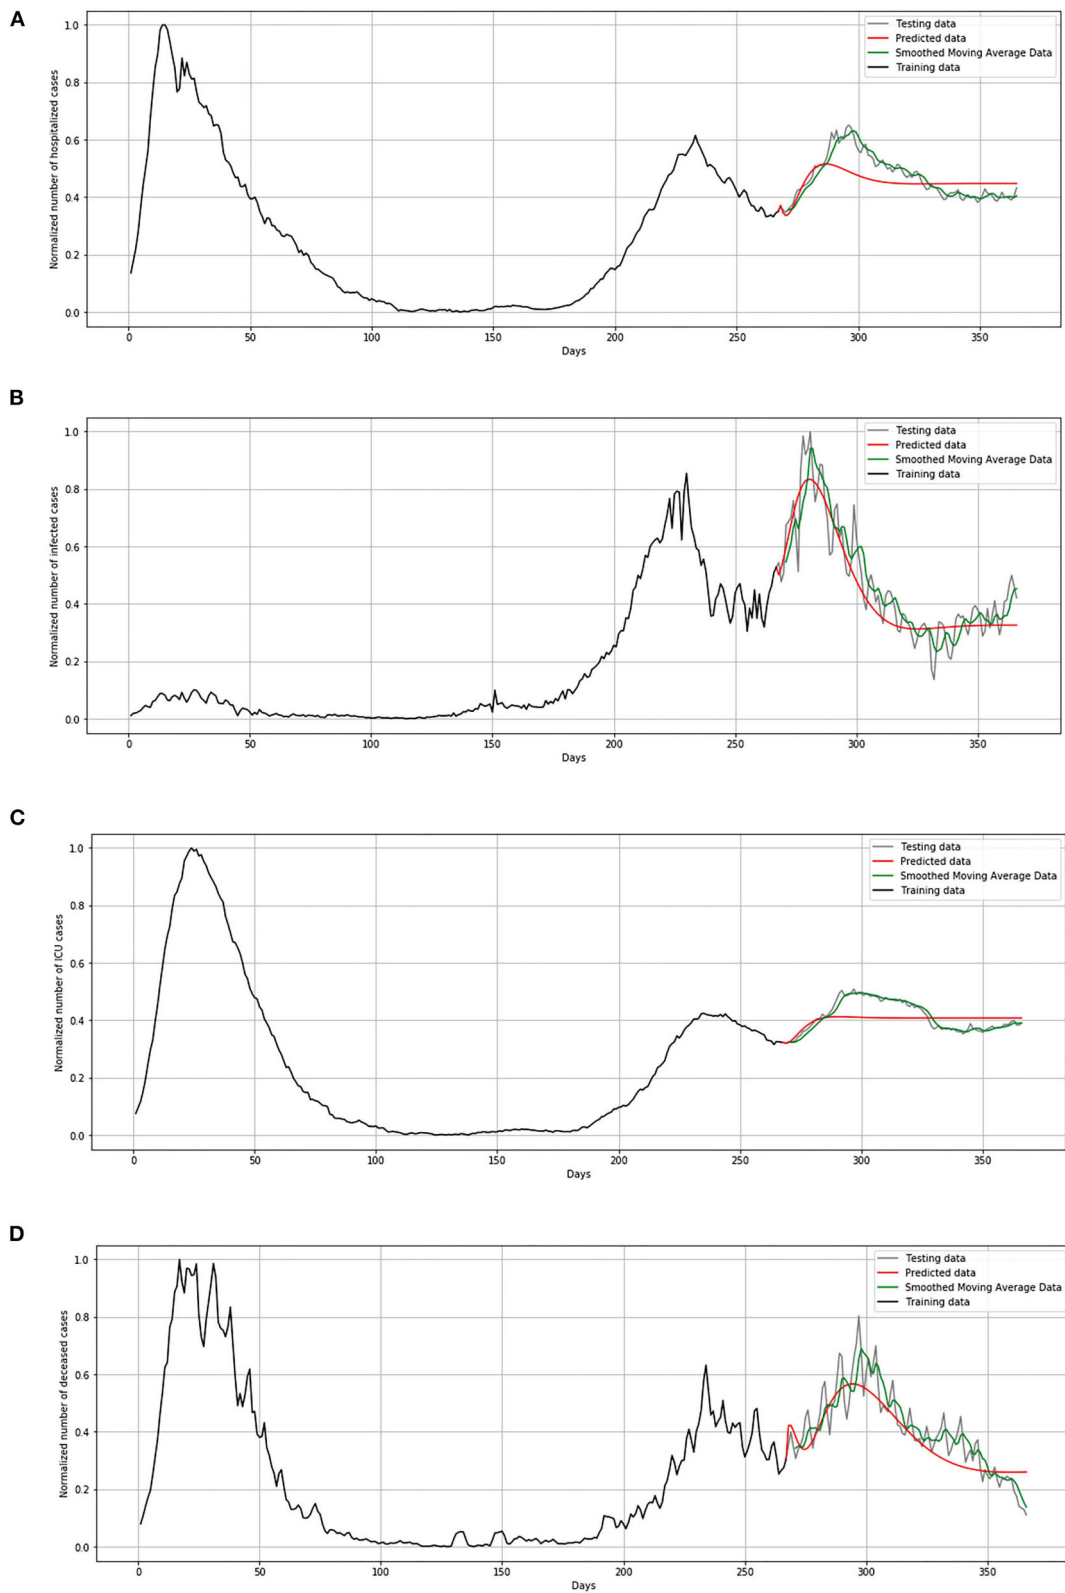 A
Normalized number of hospitalized cases
1.0
0.8
0.6
0.4
0.2
0.0
0 50 100 150 200 250 300 350
Days
Testing data
Predicted data
Smoothed Moving Average Data
Training data
B
Normalized number of infected cases
1.0
0.8
0.6
0.4
0.2
0.0
0 50 100 150 200 250 300 350
Days
Testing data
Predicted data
Smoothed Moving Average Data
Training data
C
Normalized number of ICU cases
1.0
0.8
0.6
0.4
0.2
0.0
0 50 100 150 200 250 300 350
Days
Testing data
Predicted data
Smoothed Moving Average Data
Training data
D
Normalized number of deceased cases
1.0
0.8
0.6
0.4
0.2
0.0
0 50 100 150 200 250 300 350
Days
Testing data
Predicted data
Smoothed Moving Average Data
Training data